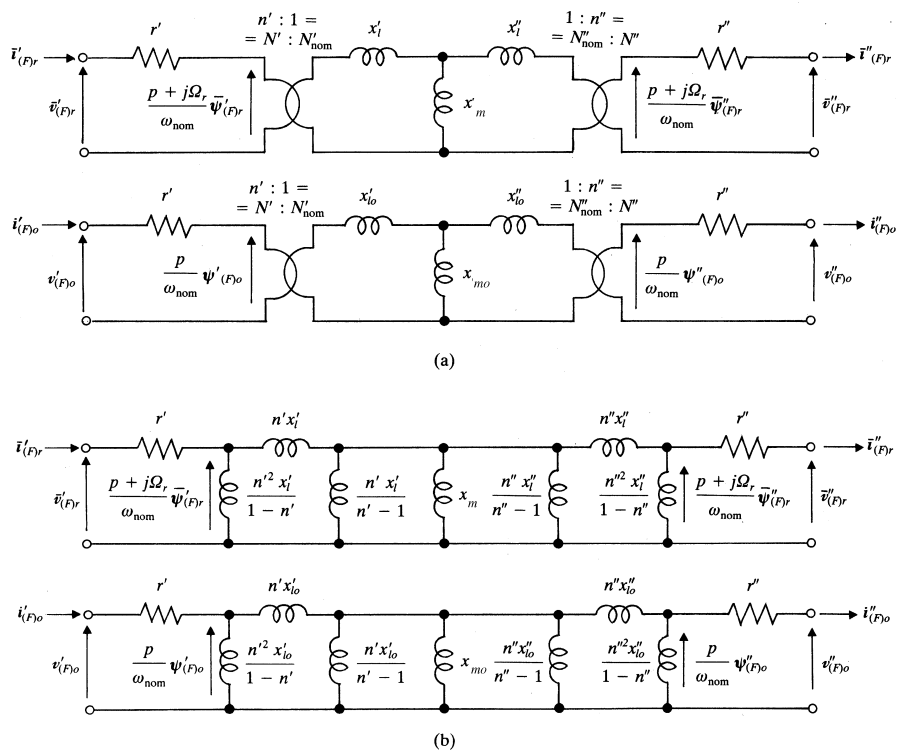 n′ : 1 =
= N′ : N′nom
1 : n″ =
= N″nom : N″
r′
x′l
x″l
r″
ī′(F)r
ī″(F)r
v̄′(F)r
p + jΩr / ωnom ψ̄′(F)r
xm
p + jΩr / ωnom ψ̄″(F)r
v̄″(F)r
n′ : 1 =
= N′ : N′nom
1 : n″ =
= N″nom : N″
r′
x′lo
x″lo
r″
i′(F)o
i″(F)o
v′(F)o
p / ωnom ψ′(F)o
xmo
p / ωnom ψ″(F)o
v″(F)o
(a)
r′
n′x′l
n″x″l
r″
ī′(F)r
ī″(F)r
v̄′(F)r
p + jΩr / ωnom ψ̄′(F)r
n′² x′l / 1 − n′
n′ x′l / n′ − 1
xm
n″ x″l / n″ − 1
n″² x″l / 1 − n″
p + jΩr / ωnom ψ̄″(F)r
v̄″(F)r
r′
n′x′lo
n″x″lo
r″
i′(F)o
i″(F)o
v′(F)o
p / ωnom ψ′(F)o
n′² x′lo / 1 − n′
n′ x′lo / n′ − 1
xmo
n″x″lo / n″ − 1
n″²x″lo / 1 − n″
p / ωnom ψ″(F)o
v″(F)o
(b)